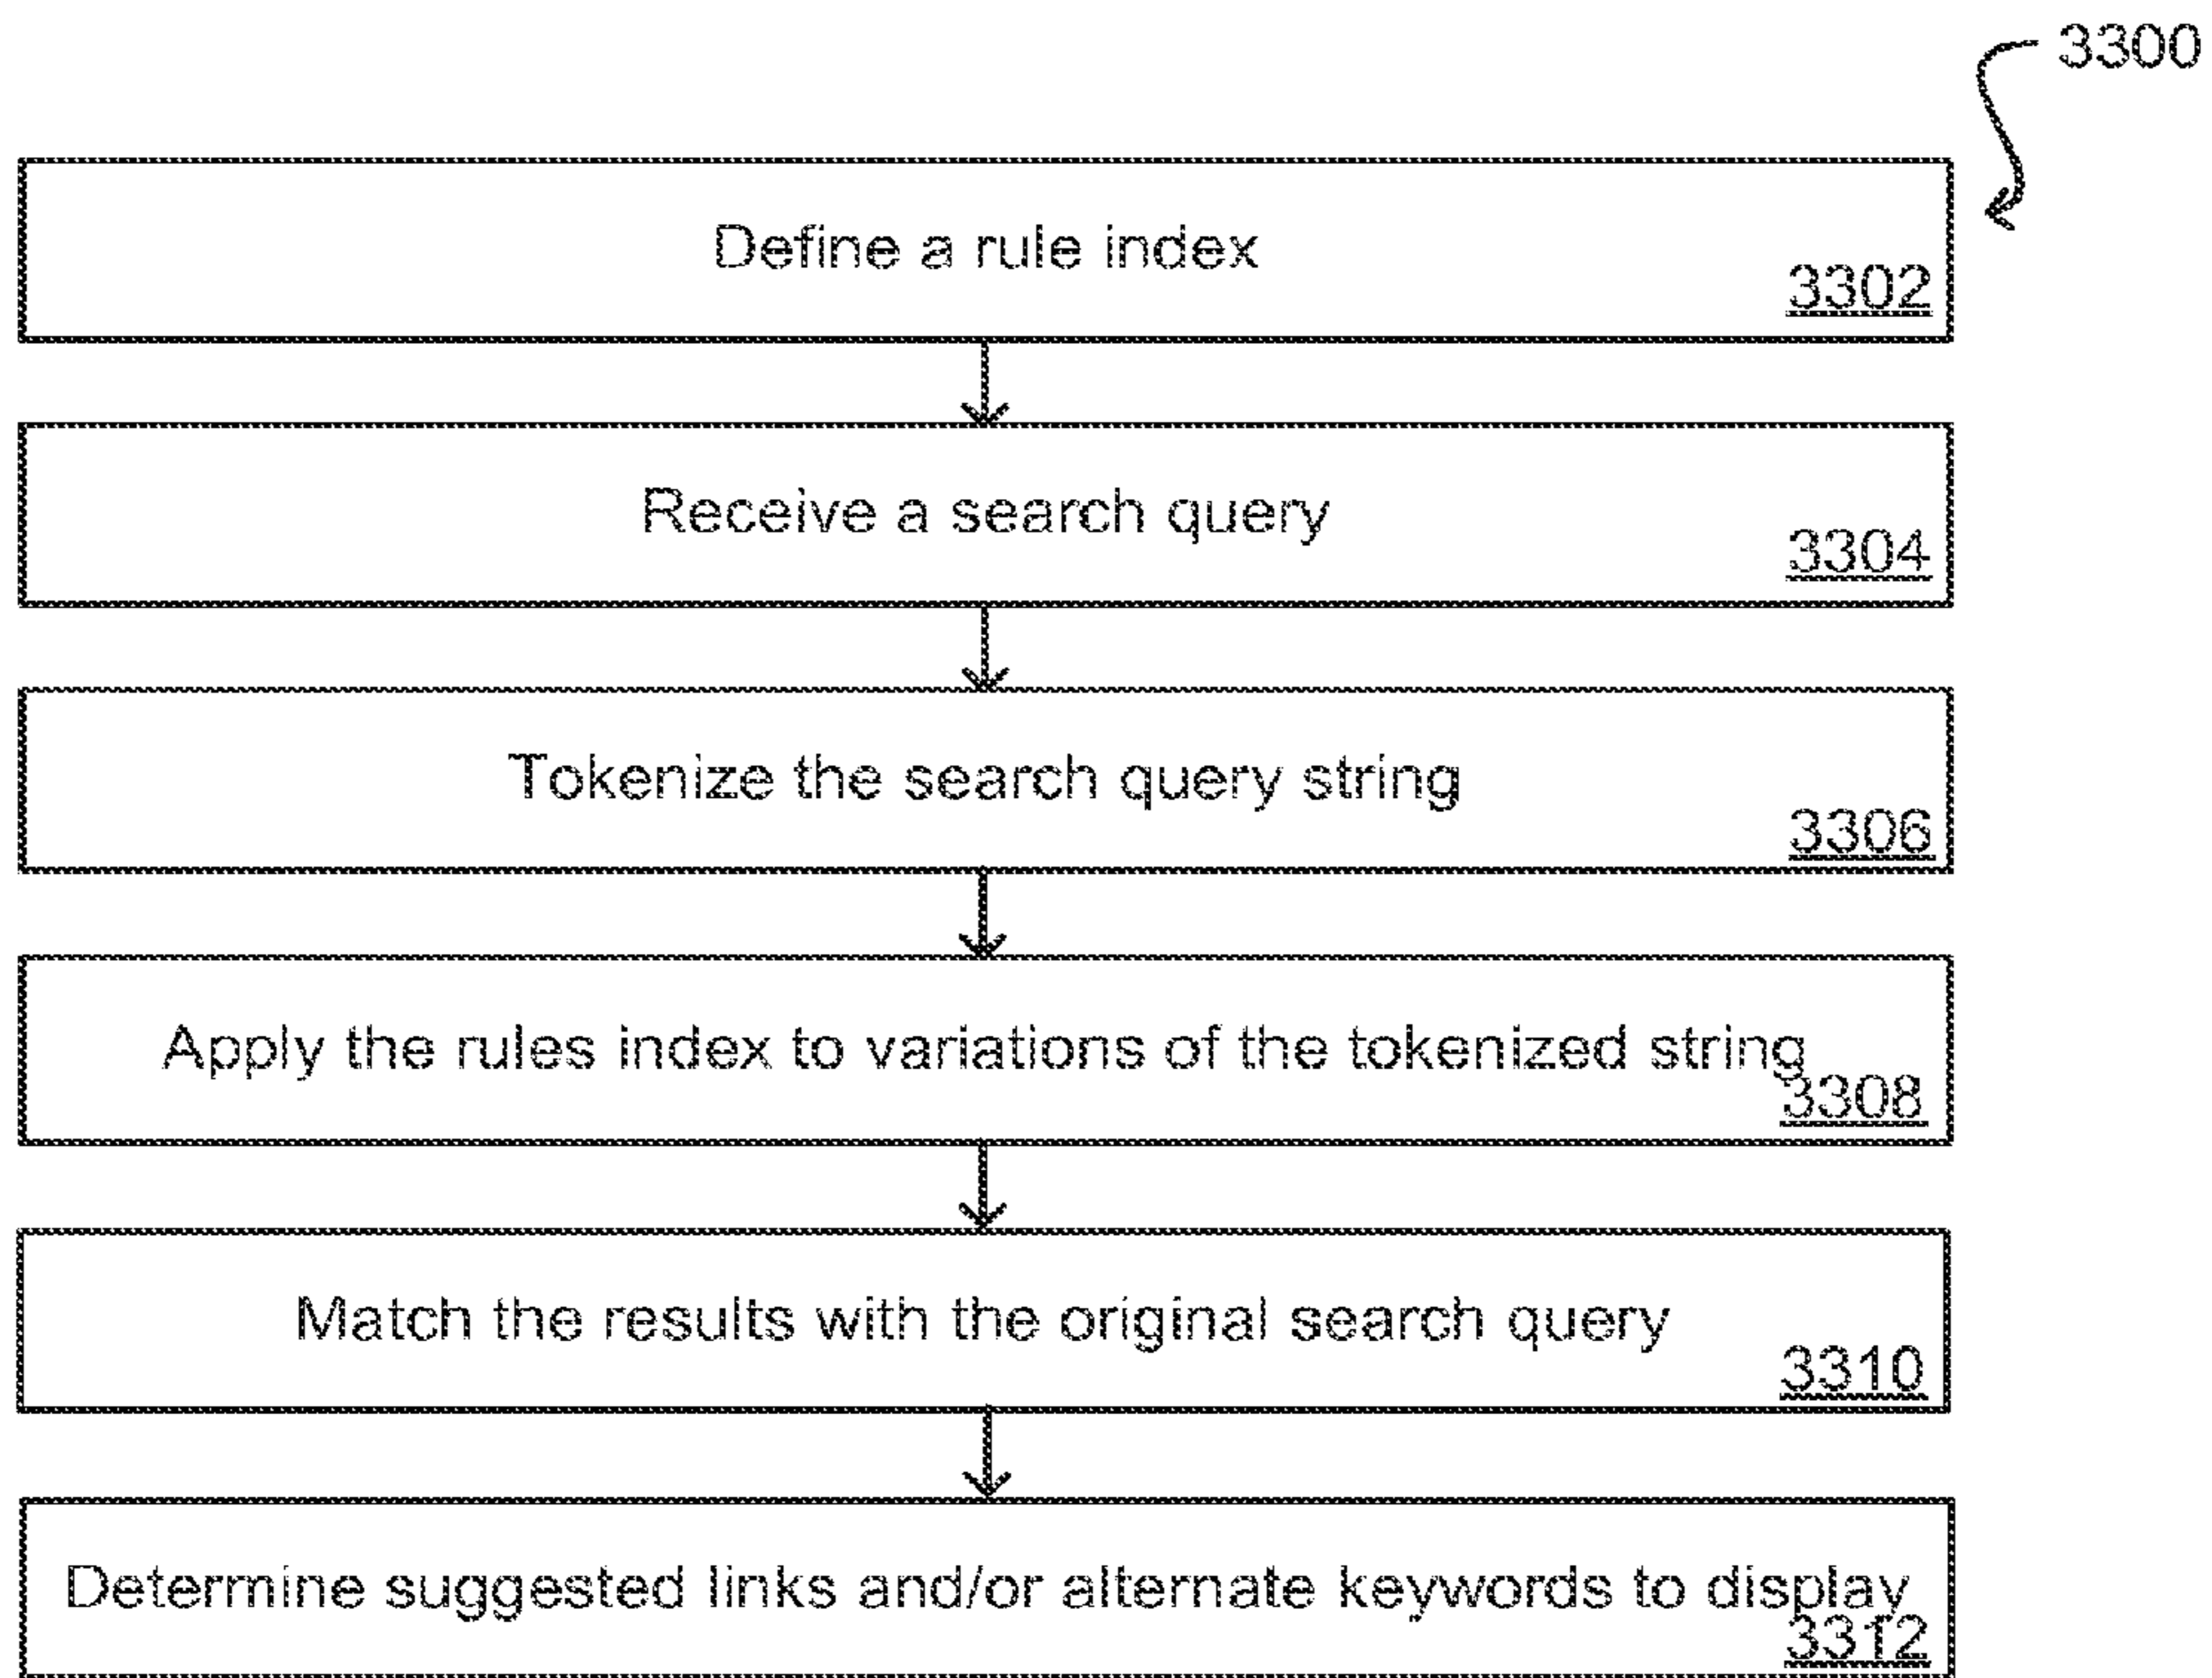 3300
Define a rule index
3302
Receive a search query
3304
Tokenize the search query string
3306
Apply the rules index to variations of the tokenized string
3308
Match the results with the original search query
3310
Determine suggested links and/or alternate keywords to display
3312